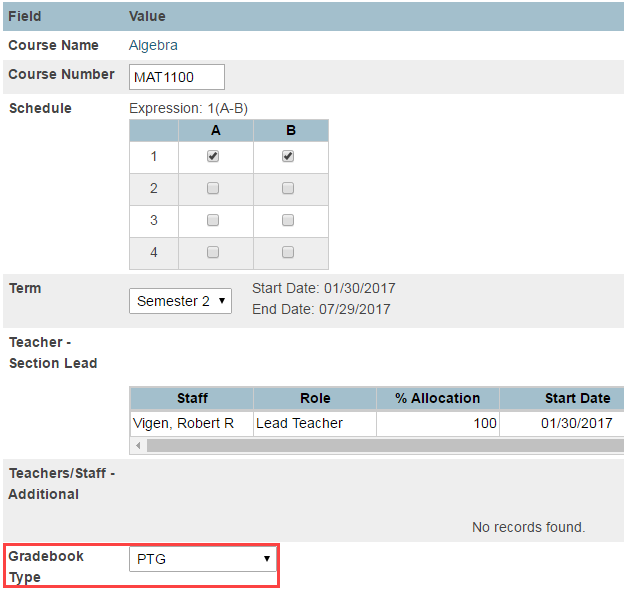 Field Value
Course Name Algebra
Course Number MAT1100
Schedule Expression: 1(A-B)
A B
1
2
3
4
Term Semester 2 Start Date: 01/30/2017
End Date: 07/29/2017
Teacher -
Section Lead
Staff Role % Allocation Start Date
Vigen, Robert R Lead Teacher 100 01/30/2017
Teachers/Staff -
Additional
No records found.
Gradebook PTG
Type